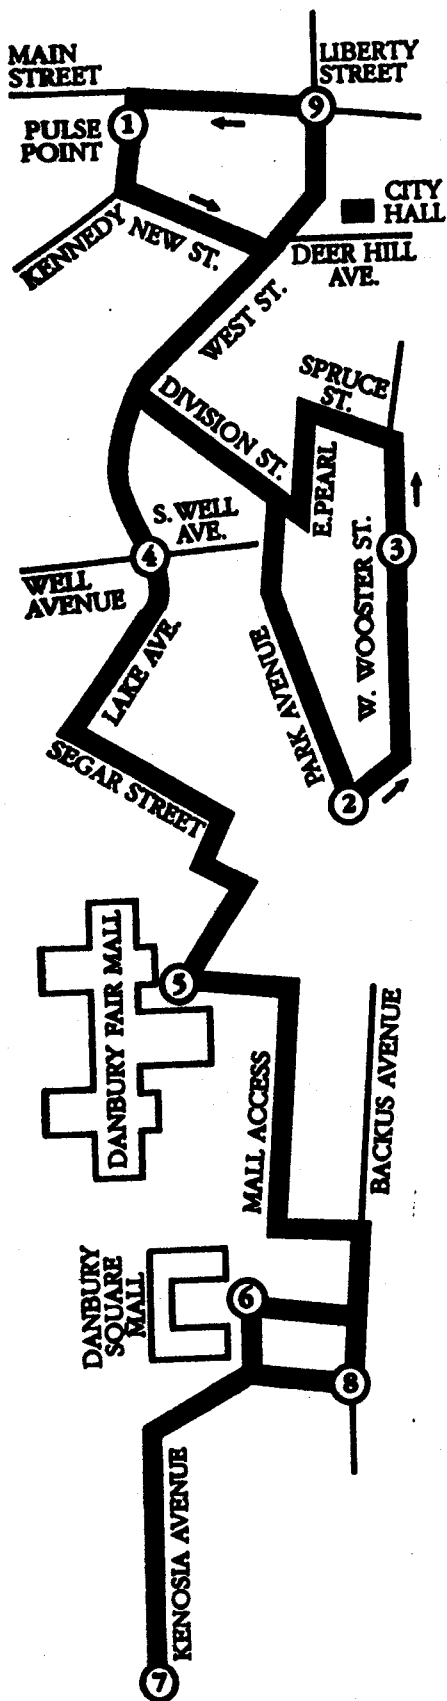 MAIN
STREET
LIBERTY
STREET
9
1
PULSE
POINT
CITY
HALL
KENNEDY
NEW ST.
DEER HILL
AVE.
WEST ST.
SPRUCE
ST.
DIVISION ST.
E. PEARL
S. WELL
AVE.
4
3
WELL
AVENUE
W. WOOSTER ST.
LAKE AVE.
PARK AVENUE
SEGAR STREET
2
DANBURY FAIR MALL
5
MALL ACCESS
BACKUS AVENUE
DANBURY
SQUARE
MALL
6
8
KENOSIA AVENUE
7